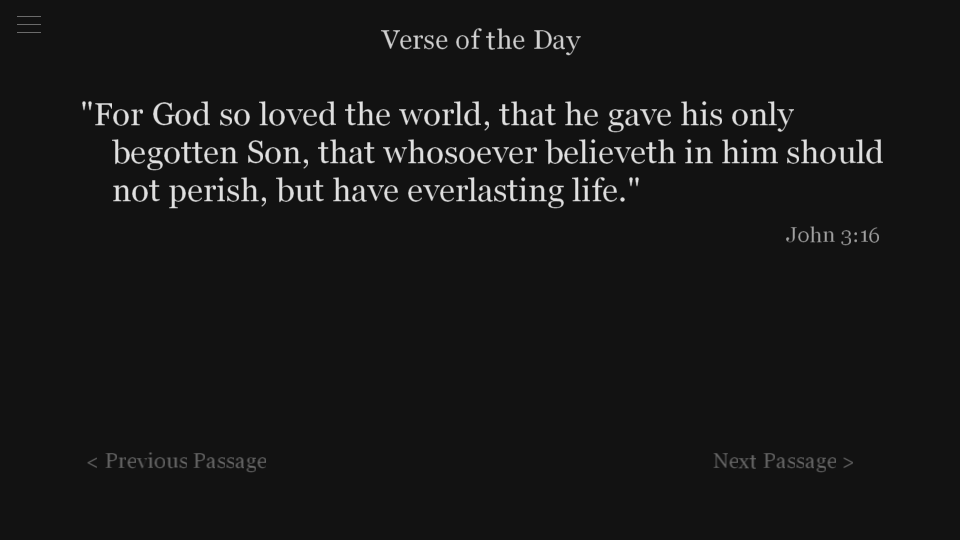 Verse of the Day
"For God so loved the world, that he gave his only
begotten Son, that whosoever believeth in him should
not perish, but have everlasting life."
John 3:16
< Previous Passage
Next Passage >